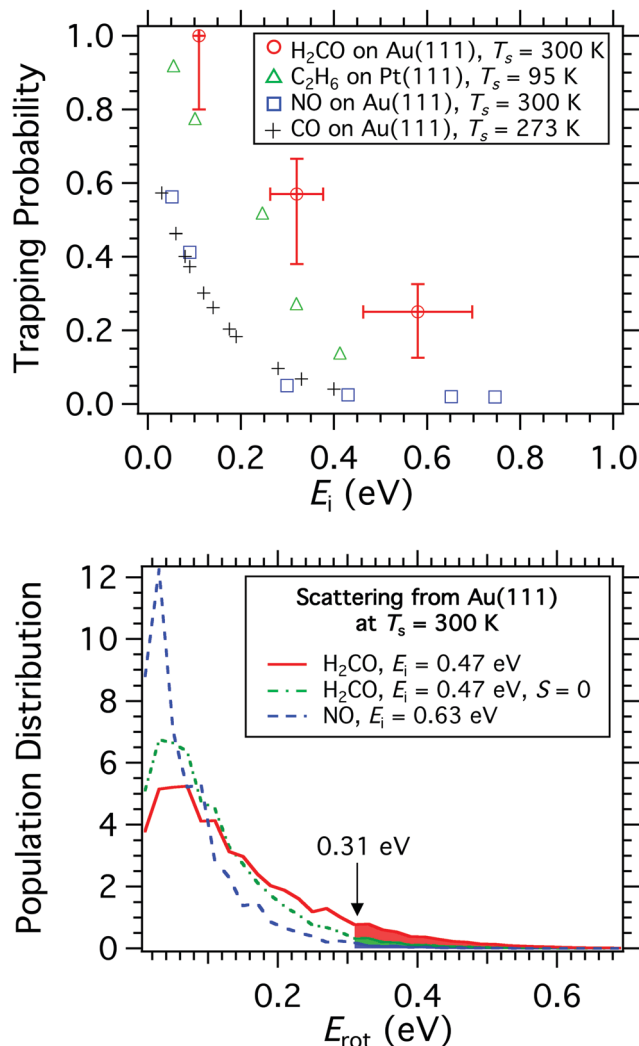 1.0
0.8
0.6
0.4
0.2
0.0
Trapping Probability
H₂CO on Au(111), Tₛ = 300 K
C₂H₆ on Pt(111), Tₛ = 95 K
NO on Au(111), Tₛ = 300 K
CO on Au(111), Tₛ = 273 K
0.0 0.2 0.4 0.6 0.8 1.0
Eᵢ (eV)
12
10
8
6
4
2
0
Population Distribution
Scattering from Au(111)
at Tₛ = 300 K
H₂CO, Eᵢ = 0.47 eV
H₂CO, Eᵢ = 0.47 eV, S = 0
NO, Eᵢ = 0.63 eV
0.31 eV
0.2 0.4 0.6
E_rot (eV)